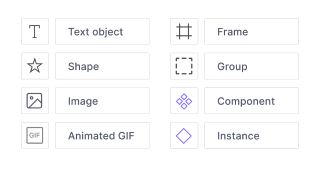 Text object
Shape
Image
GIF Animated GIF
Frame
Group
Component
Instance